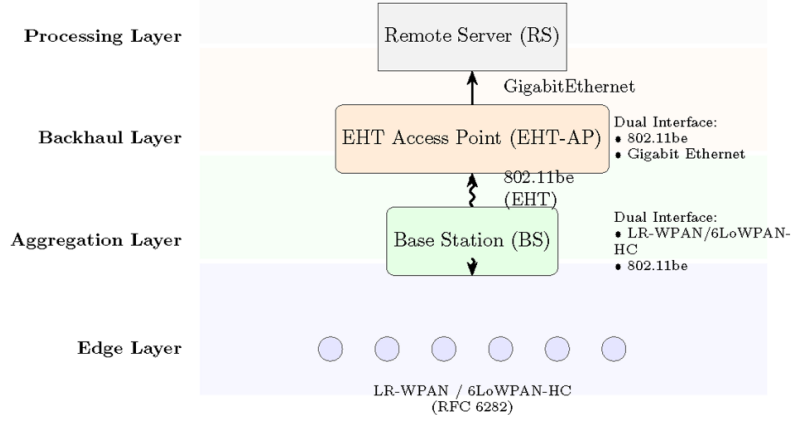 Processing Layer
Remote Server (RS)
GigabitEthernet
Backhaul Layer
EHT Access Point (EHT-AP)
Dual Interface:
• 802.11be
• Gigabit Ethernet
802.11be
(EHT)
Aggregation Layer
Base Station (BS)
Dual Interface:
• LR-WPAN/6LoWPAN-
HC
• 802.11be
Edge Layer
LR-WPAN / 6LoWPAN-HC
(RFC 6282)